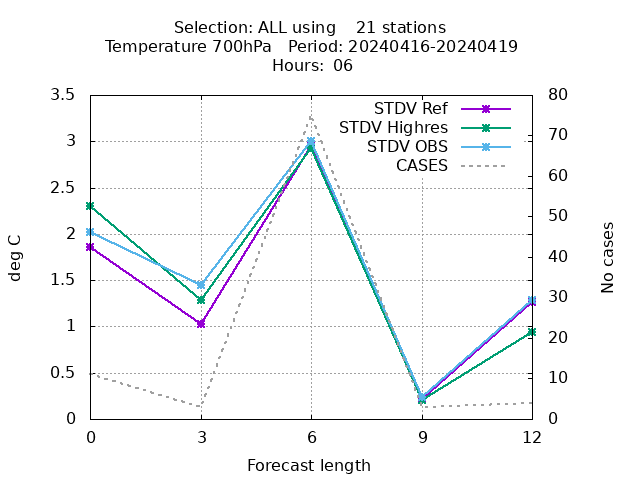 Selection: ALL using    21 stations
Temperature 700hPa   Period: 20240416-20240419
Hours:  06
STDV Ref
STDV Highres
STDV OBS
CASES
deg C
3.5
3
2.5
2
1.5
1
0.5
0
80
70
60
50
40
30
20
10
0
No cases
0 3 6 9 12
Forecast length